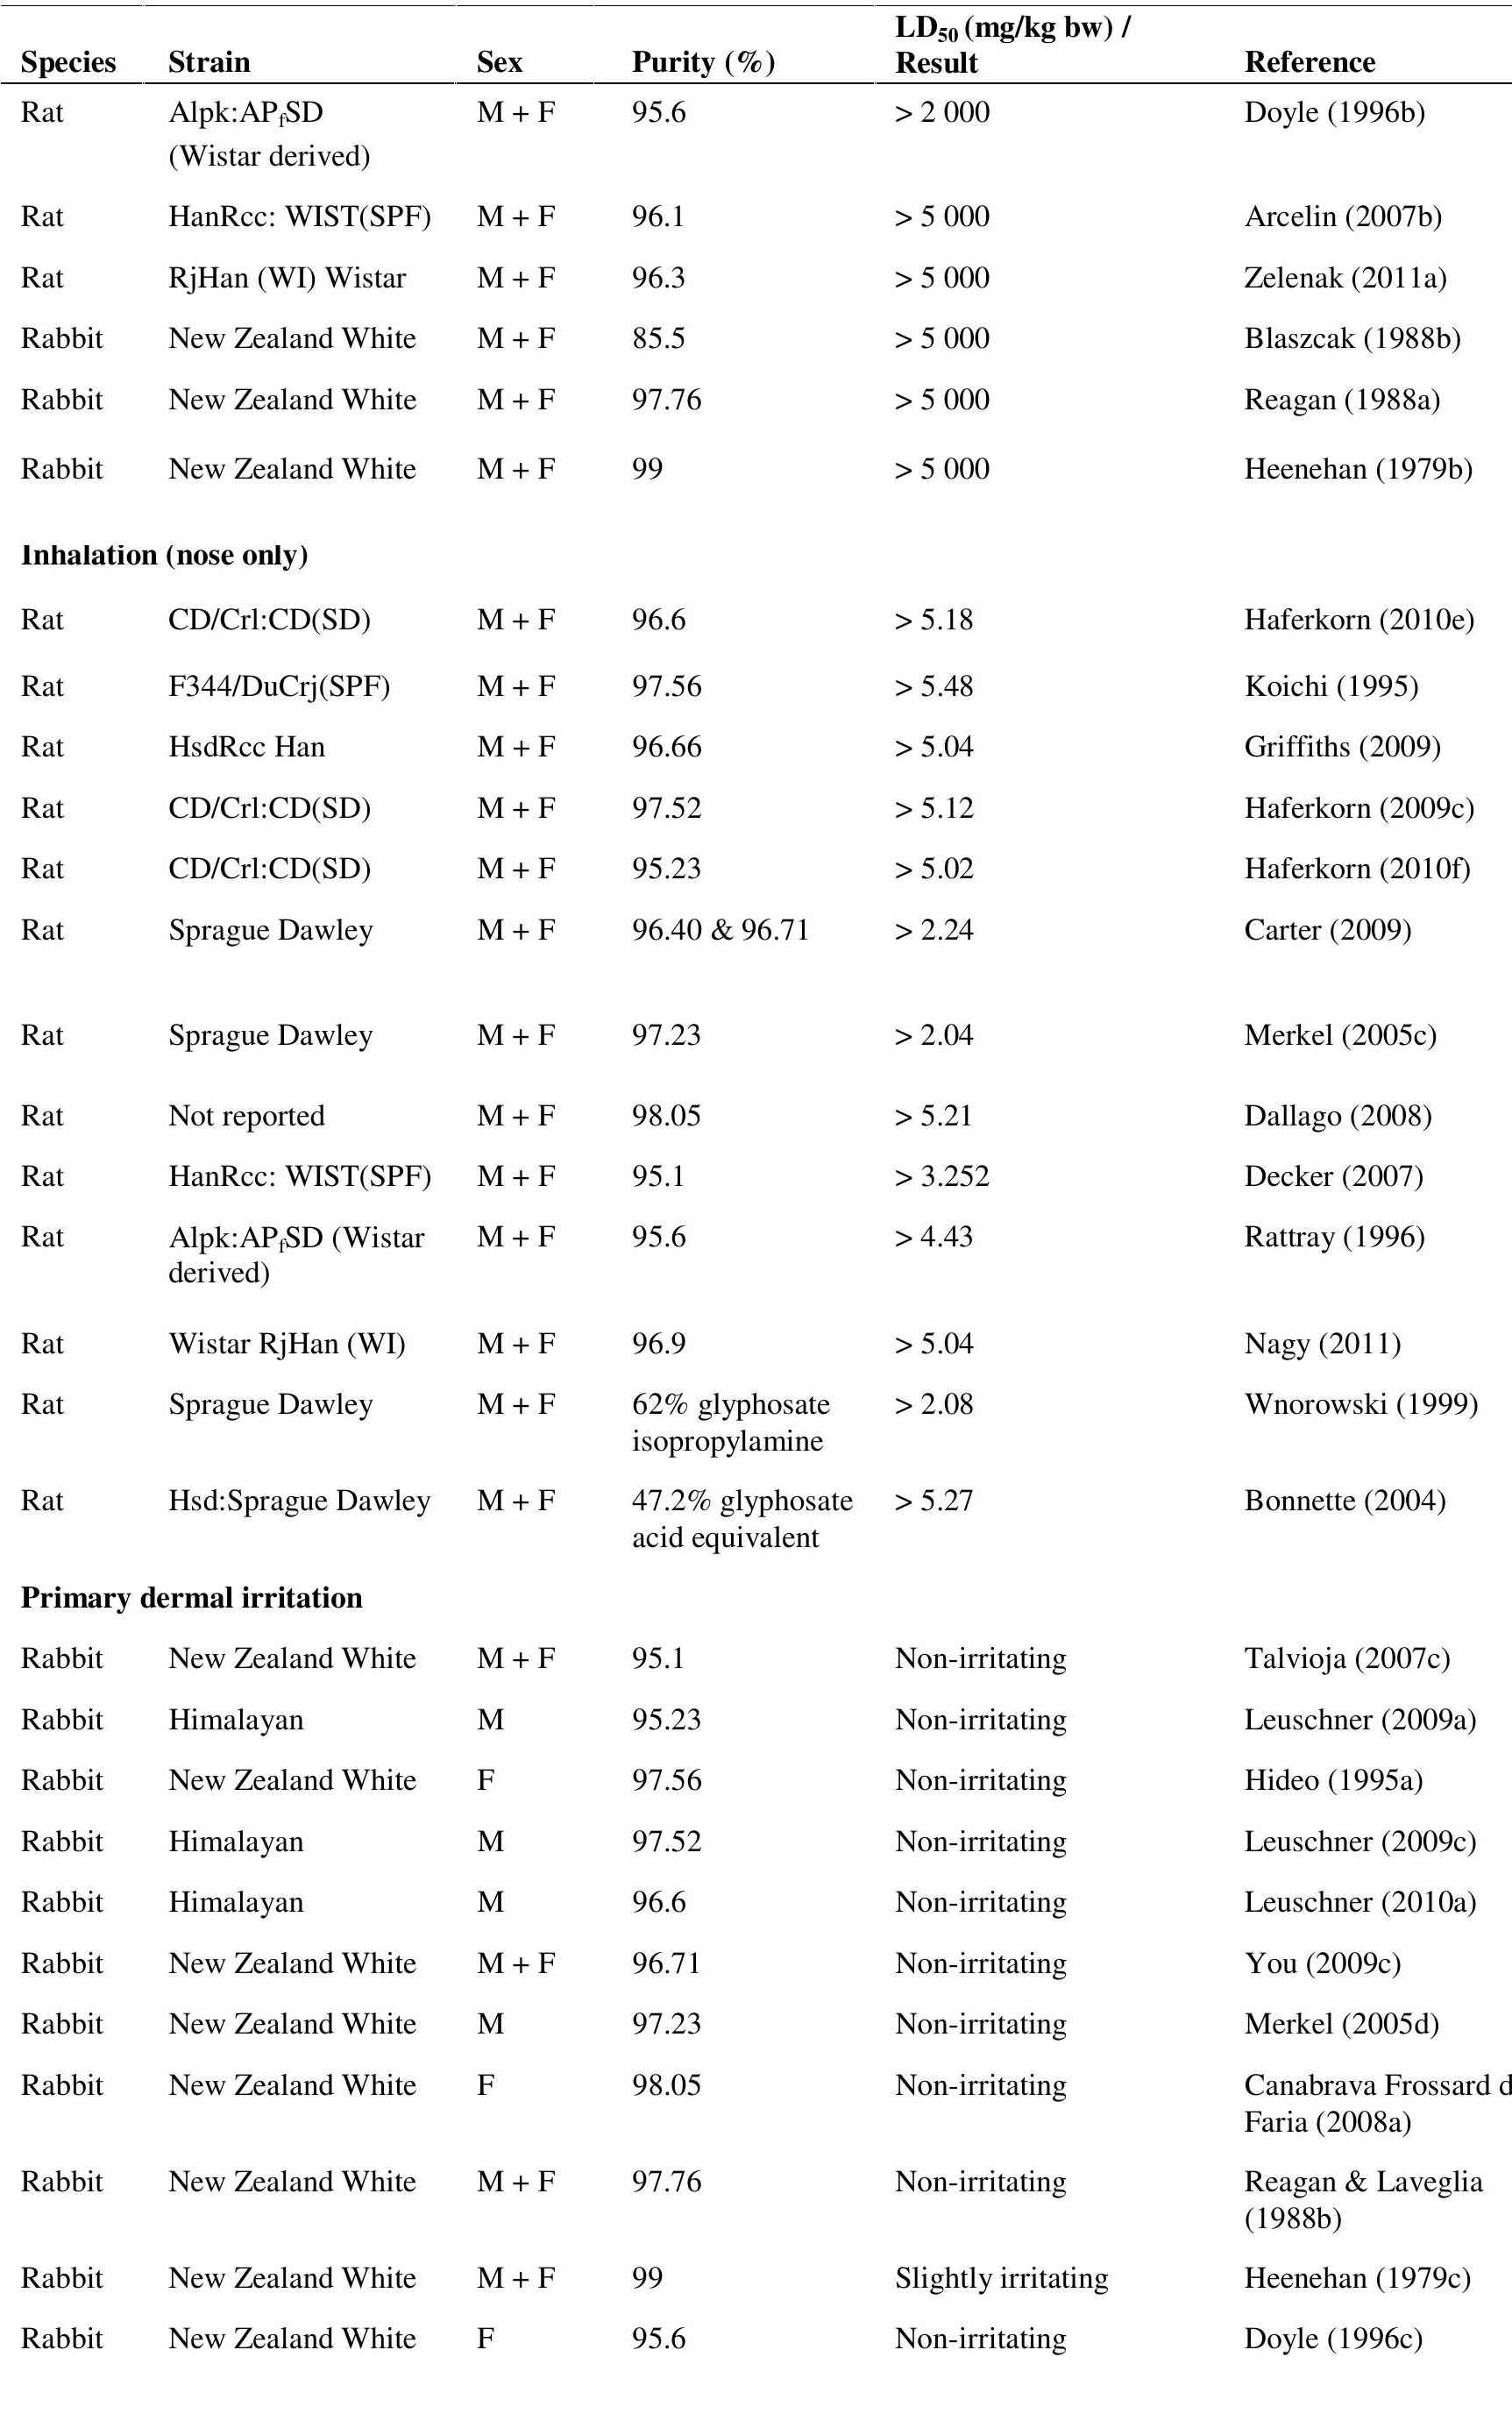 Species Strain Sex Purity (%) LD50 (mg/kg bw) / Result Reference
Rat Alpk:APfSD (Wistar derived) M + F 95.6 > 2 000 Doyle (1996b)
Rat HanRcc: WIST(SPF) M + F 96.1 > 5 000 Arcelin (2007b)
Rat RjHan (WI) Wistar M + F 96.3 > 5 000 Zelenak (2011a)
Rabbit New Zealand White M + F 85.5 > 5 000 Blaszcak (1988b)
Rabbit New Zealand White M + F 97.76 > 5 000 Reagan (1988a)
Rabbit New Zealand White M + F 99 > 5 000 Heenehan (1979b)
Inhalation (nose only)
Rat CD/Crl:CD(SD) M + F 96.6 > 5.18 Haferkorn (2010e)
Rat F344/DuCrj(SPF) M + F 97.56 > 5.48 Koichi (1995)
Rat HsdRcc Han M + F 96.66 > 5.04 Griffiths (2009)
Rat CD/Crl:CD(SD) M + F 97.52 > 5.12 Haferkorn (2009c)
Rat CD/Crl:CD(SD) M + F 95.23 > 5.02 Haferkorn (2010f)
Rat Sprague Dawley M + F 96.40 & 96.71 > 2.24 Carter (2009)
Rat Sprague Dawley M + F 97.23 > 2.04 Merkel (2005c)
Rat Not reported M + F 98.05 > 5.21 Dallago (2008)
Rat HanRcc: WIST(SPF) M + F 95.1 > 3.252 Decker (2007)
Rat Alpk:APfSD (Wistar derived) M + F 95.6 > 4.43 Rattray (1996)
Rat Wistar RjHan (WI) M + F 96.9 > 5.04 Nagy (2011)
Rat Sprague Dawley M + F 62% glyphosate isopropylamine > 2.08 Wnorowski (1999)
Rat Hsd:Sprague Dawley M + F 47.2% glyphosate acid equivalent > 5.27 Bonnette (2004)
Primary dermal irritation
Rabbit New Zealand White M + F 95.1 Non-irritating Talvioja (2007c)
Rabbit Himalayan M 95.23 Non-irritating Leuschner (2009a)
Rabbit New Zealand White F 97.56 Non-irritating Hideo (1995a)
Rabbit Himalayan M 97.52 Non-irritating Leuschner (2009c)
Rabbit Himalayan M 96.6 Non-irritating Leuschner (2010a)
Rabbit New Zealand White M + F 96.71 Non-irritating You (2009c)
Rabbit New Zealand White M 97.23 Non-irritating Merkel (2005d)
Rabbit New Zealand White F 98.05 Non-irritating Canabrava Frossard d Faria (2008a)
Rabbit New Zealand White M + F 97.76 Non-irritating Reagan & Laveglia (1988b)
Rabbit New Zealand White M + F 99 Slightly irritating Heenehan (1979c)
Rabbit New Zealand White F 95.6 Non-irritating Doyle (1996c)